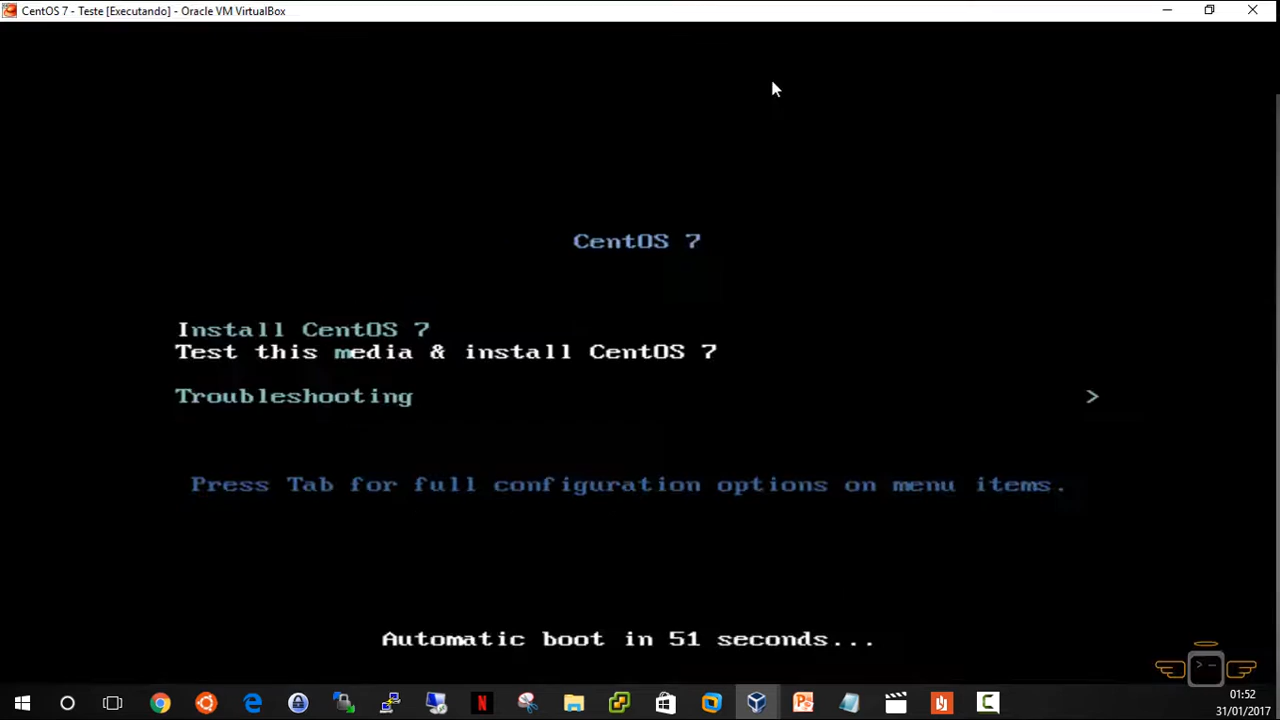 CentOS 7 - Teste [Executando] - Oracle VM VirtualBox
CentOS 7
Install CentOS 7
Test this media & install CentOS 7
Troubleshooting >
Press Tab for full configuration options on menu items.
Automatic boot in 51 seconds...
>-
N
01:52
31/01/2017